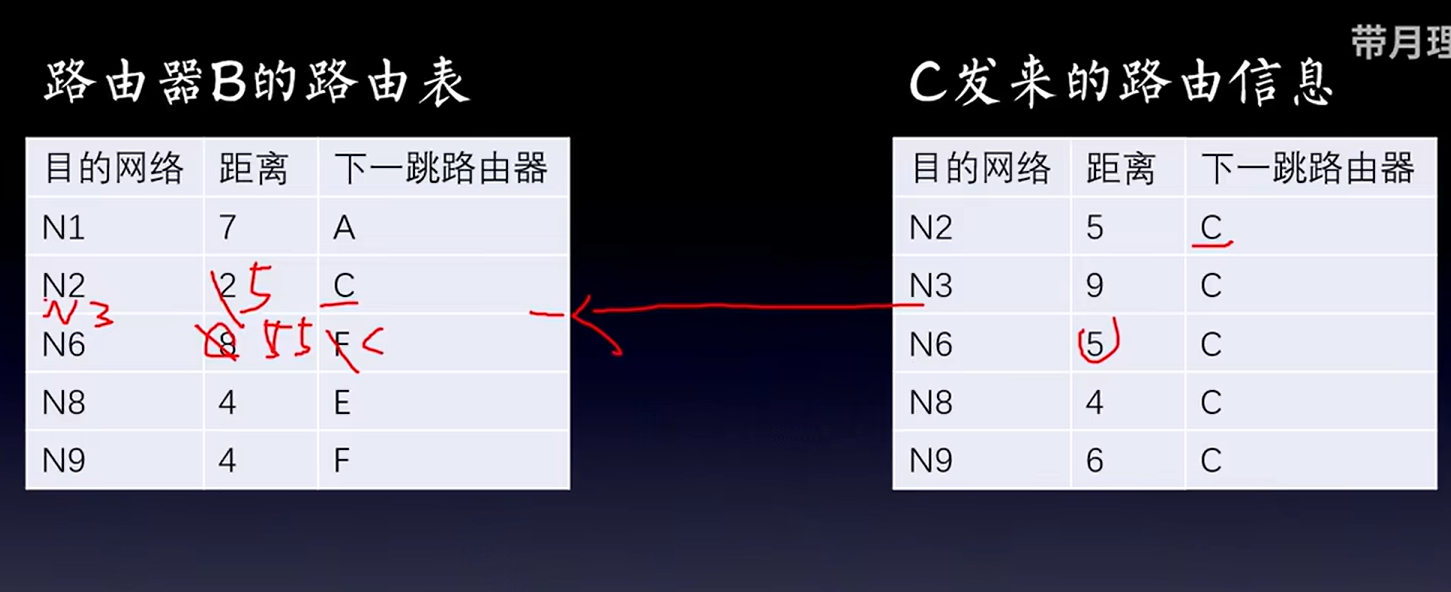 带月理
路由器B的路由表
C发来的路由信息
目的网络 距离 下一跳路由器
N1 7 A
N2 2 5 C
N3
N6 8 5 5 F C
N8 4 E
N9 4 F
目的网络 距离 下一跳路由器
N2 5 C
N3 9 C
N6 5 C
N8 4 C
N9 6 C